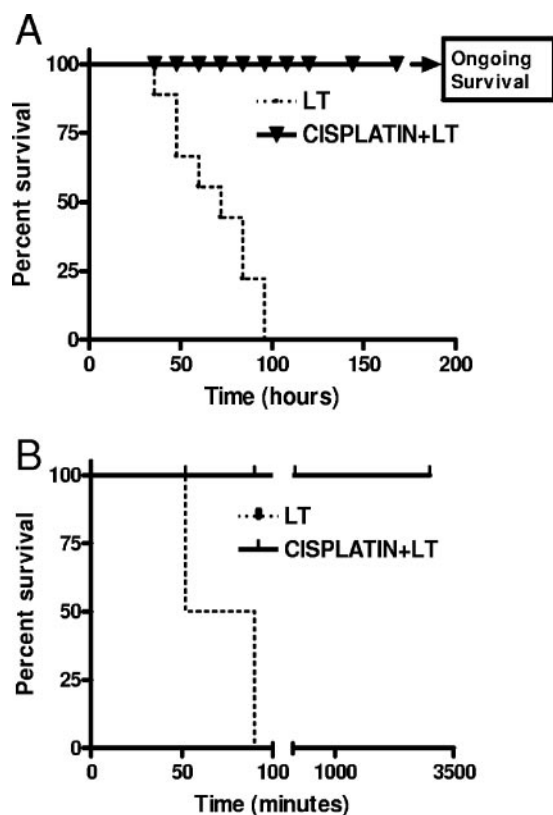 A
Percent survival
100
75
50
25
0
LT
CISPLATIN+LT
Ongoing
Survival
0 50 100 150 200
Time (hours)
B
Percent survival
100
75
50
25
0
LT
CISPLATIN+LT
0 50 100 1000 3500
Time (minutes)